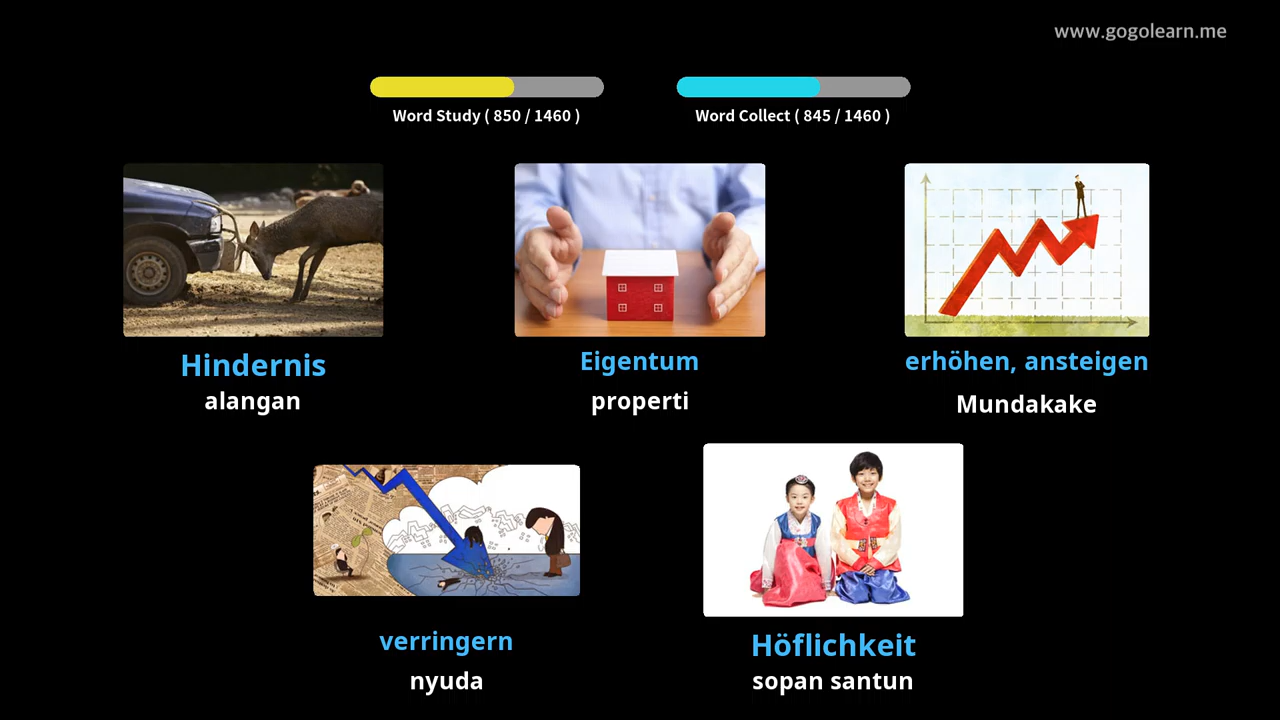 www.gogolearn.me
Word Study ( 850 / 1460 )
Word Collect ( 845 / 1460 )
Hindernis
alangan
Eigentum
properti
erhöhen, ansteigen
Mundakake
verringern
nyuda
Höflichkeit
sopan santun